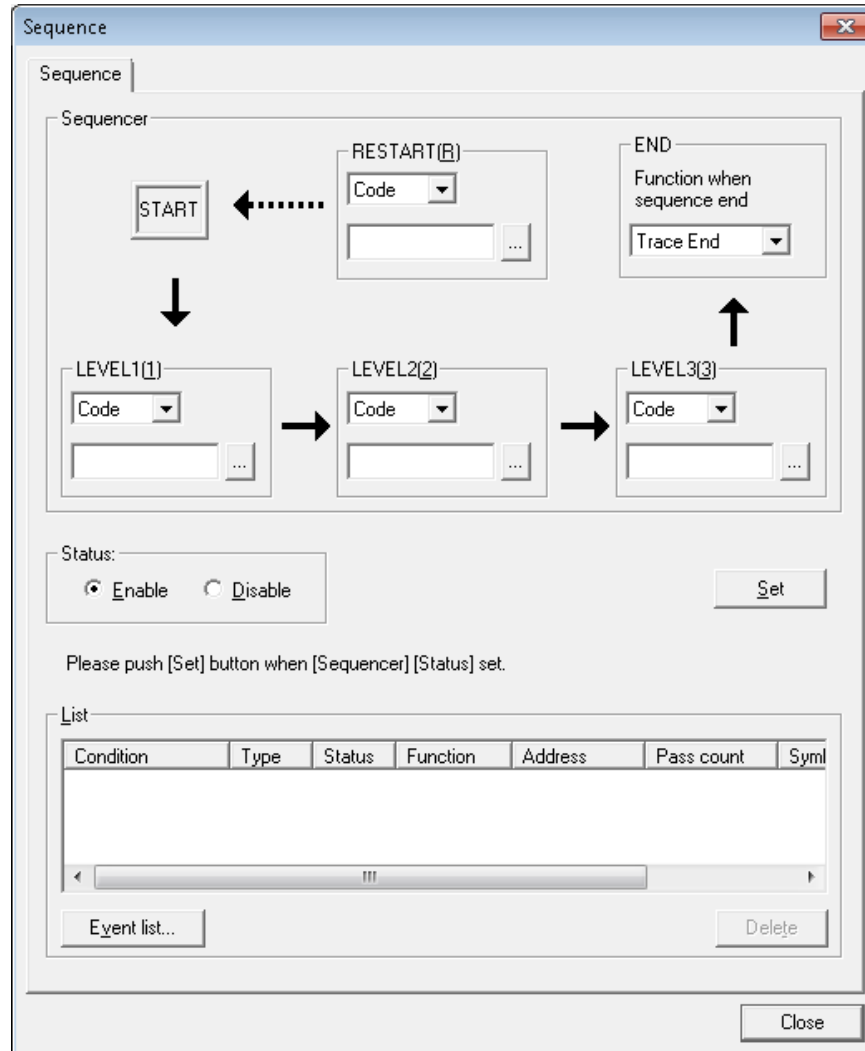 Sequence
Sequence
Sequencer
RESTART(R)
Code
...
START
END
Function when
sequence end
Trace End
LEVEL1(1)
Code
...
LEVEL2(2)
Code
...
LEVEL3(3)
Code
...
Status:
Enable
Disable
Set
Please push [Set] button when [Sequencer] [Status] set.
List
Condition Type Status Function Address Pass count Syml
Event list...
Delete
Close